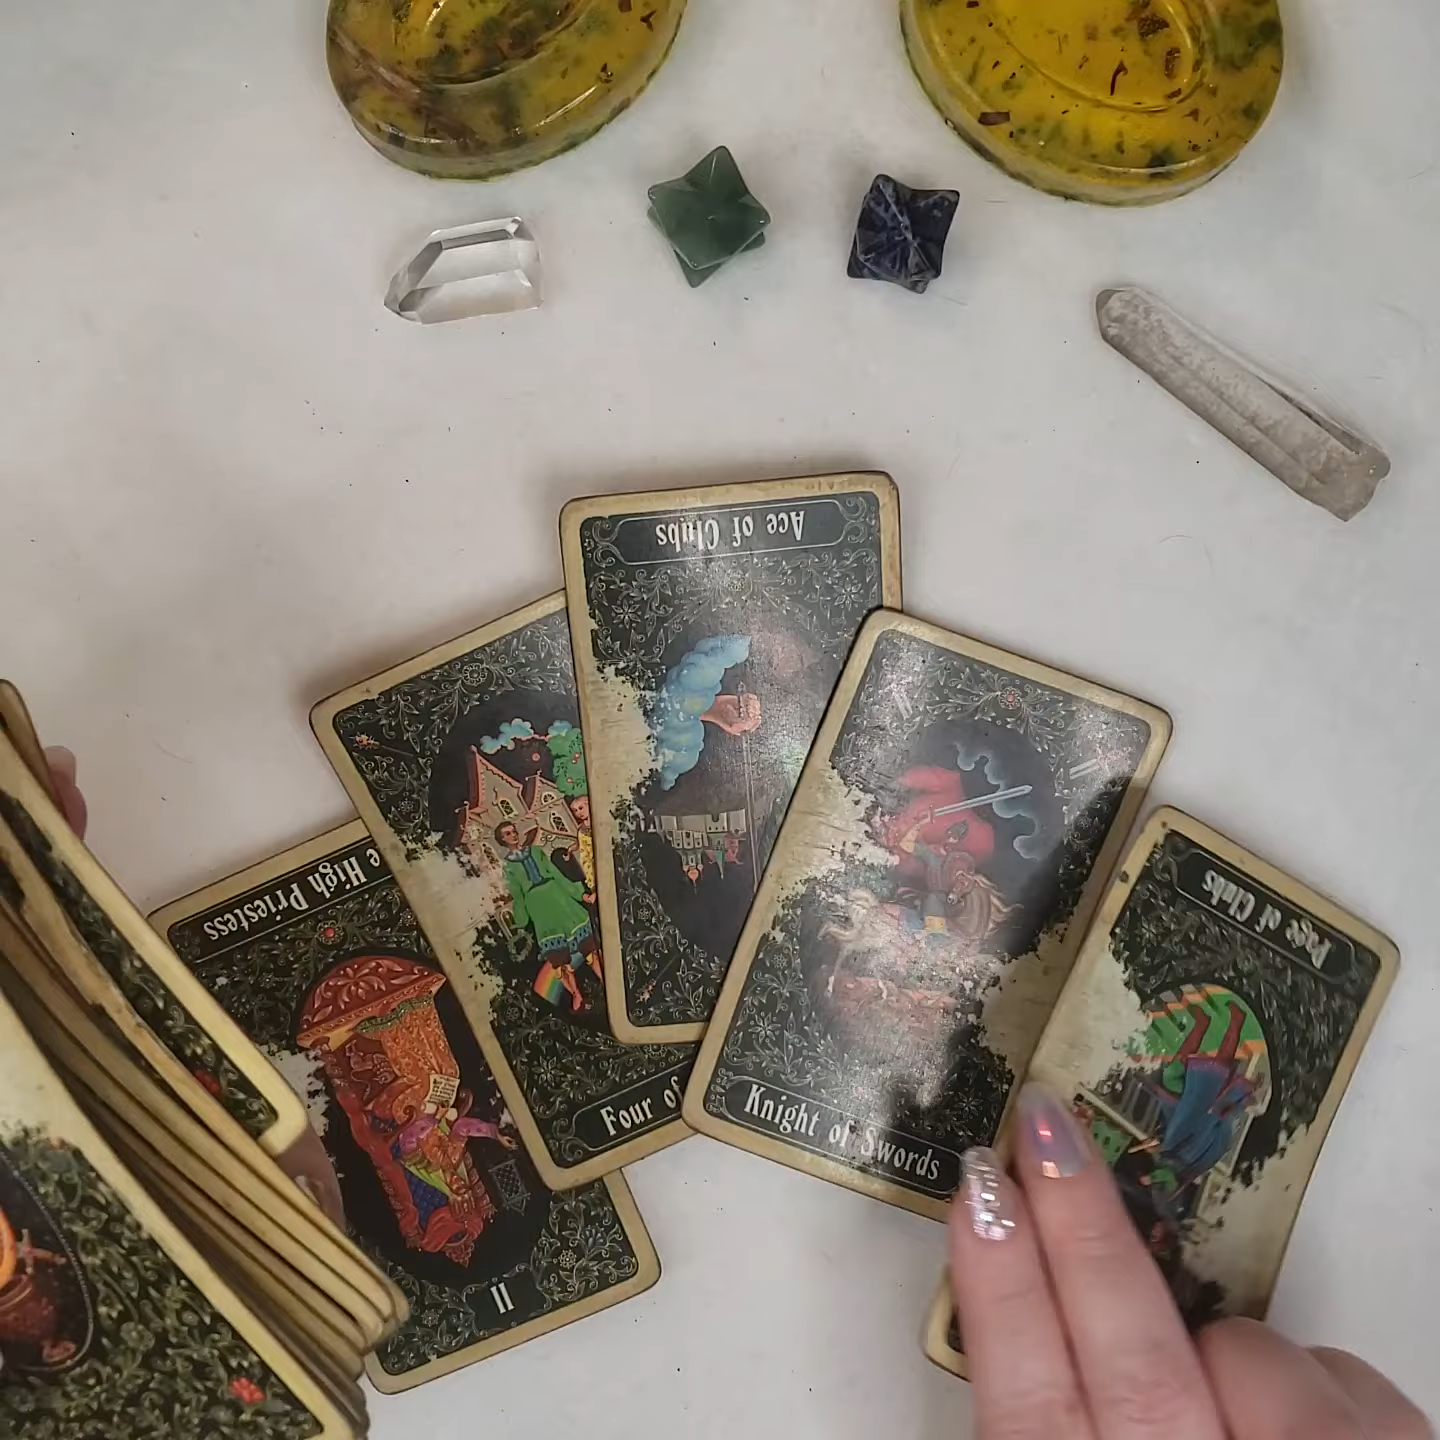 Ace of Clubs
Page of Clubs
High Priestess
Four of
Knight of Swords
II